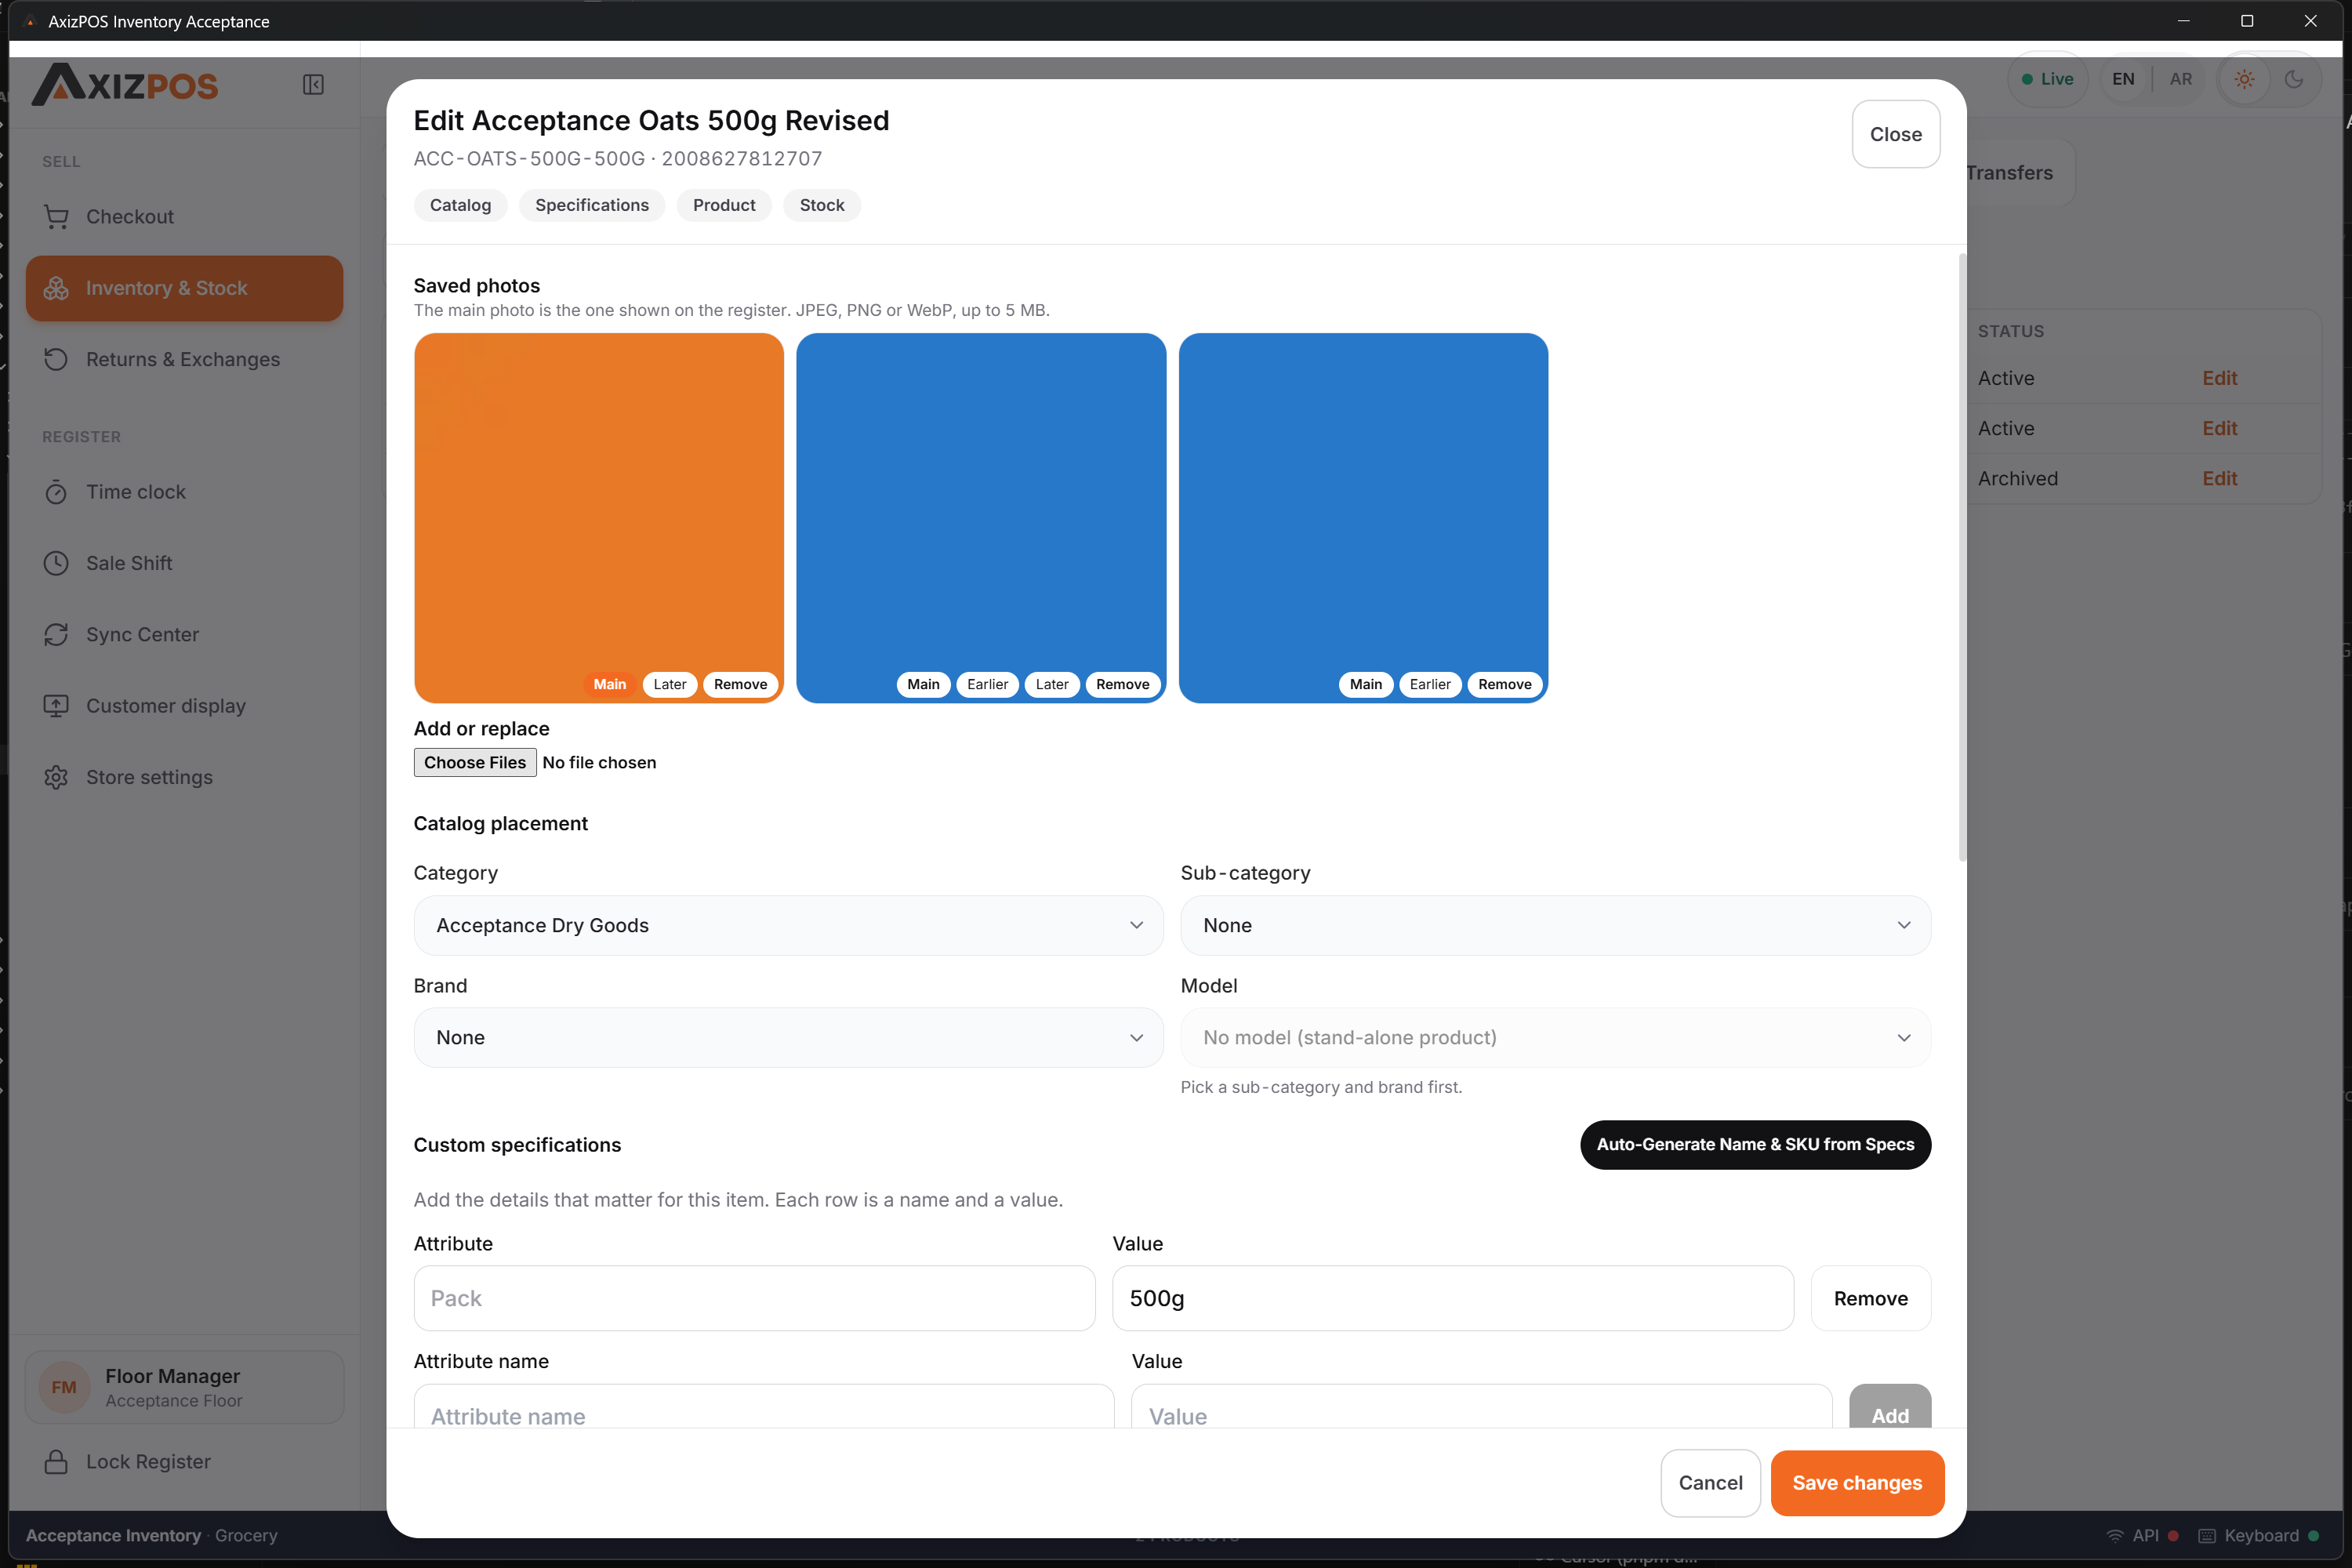 AxizPOS Inventory Acceptance
AXIZPOS
Live
EN
AR
SELL
Checkout
Inventory & Stock
Returns & Exchanges
REGISTER
Time clock
Sale Shift
Sync Center
Customer display
Store settings
Floor Manager
FM
Acceptance Floor
Lock Register
Edit Acceptance Oats 500g Revised
Close
ACC-OATS-500G-500G · 2008627812707
Catalog
Specifications
Product
Stock
Saved photos
The main photo is the one shown on the register. JPEG, PNG or WebP, up to 5 MB.
Main
Later
Remove
Main
Earlier
Later
Remove
Main
Earlier
Remove
Add or replace
Choose Files No file chosen
Catalog placement
Category
Sub-category
Acceptance Dry Goods
None
Brand
Model
None
No model (stand-alone product)
Pick a sub-category and brand first.
Custom specifications
Auto-Generate Name & SKU from Specs
Add the details that matter for this item. Each row is a name and a value.
Attribute
Value
Pack
500g
Remove
Attribute name
Value
Attribute name
Value
Add
Cancel
Save changes
Transfers
STATUS
Active
Edit
Active
Edit
Archived
Edit
Acceptance Inventory · Grocery
API
Keyboard